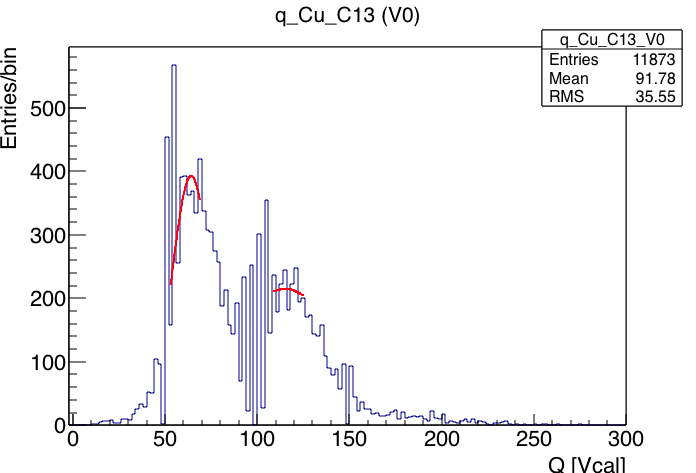 q_Cu_C13 (V0)
q_Cu_C13_V0
Entries 11873
Mean 91.78
RMS 35.55
Entries/bin
500
400
300
200
100
0
0 50 100 150 200 250 300
Q [Vcal]